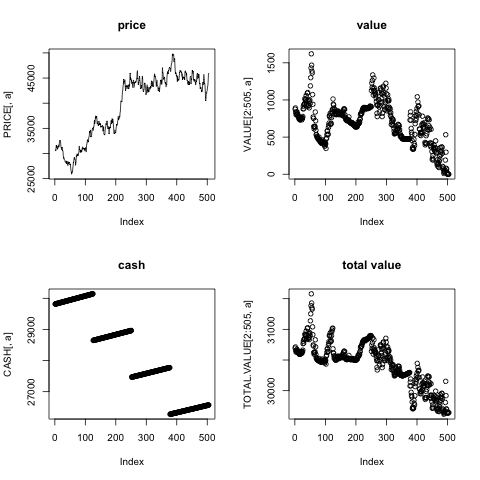 price
PRICE[, a]
25000 35000 45000
0 100 200 300 400 500
Index
value
VALUE[2:505, a]
0 500 1000 1500
0 100 200 300 400 500
Index
cash
CASH[, a]
27000 29000
0 100 200 300 400 500
Index
total value
TOTAL.VALUE[2:505, a]
30000 31000
0 100 200 300 400 500
Index